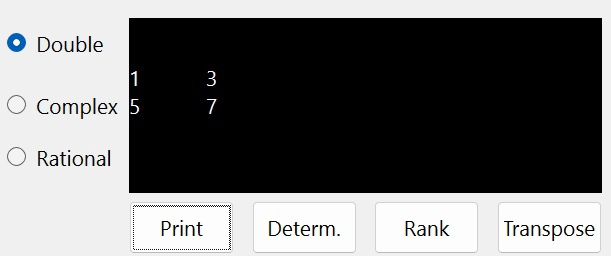 Double
1 3
Complex 5 7
Rational
Print Determ. Rank Transpose